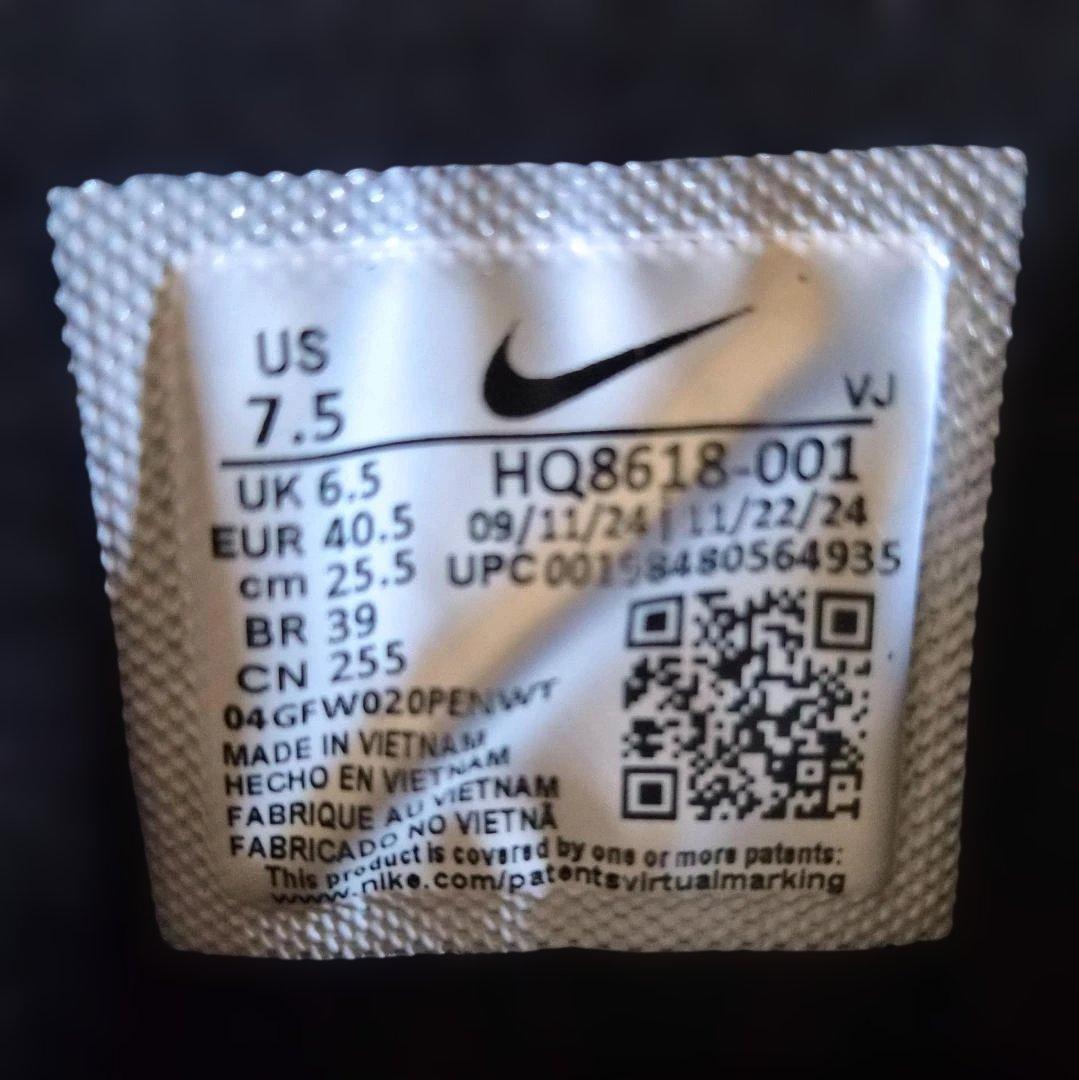 US
7.5
VJ
UK 6.5
EUR 40.5
cm 25.5
BR 39
CN 255
HQ8618-001
09/11/24 | 11/22/24
UPC 00198480564935
04GFW020PENWT
MADE IN VIETNAM
HECHO EN VIETNAM
FABRIQUE AU VIETNAM
FABRICADO NO VIETNÃ
This product is covered by one or more patents:
www.nike.com/patentsvirtualmarking